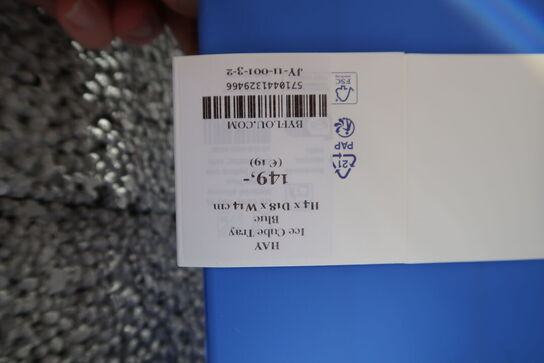 HAY
Ice Cube Tray
Blue
H4 x D18 x W14 cm
149,-
(€ 19)
BYFLOU.COM
5710441329466
JY-11-001-3-2
21
PAP
FSC